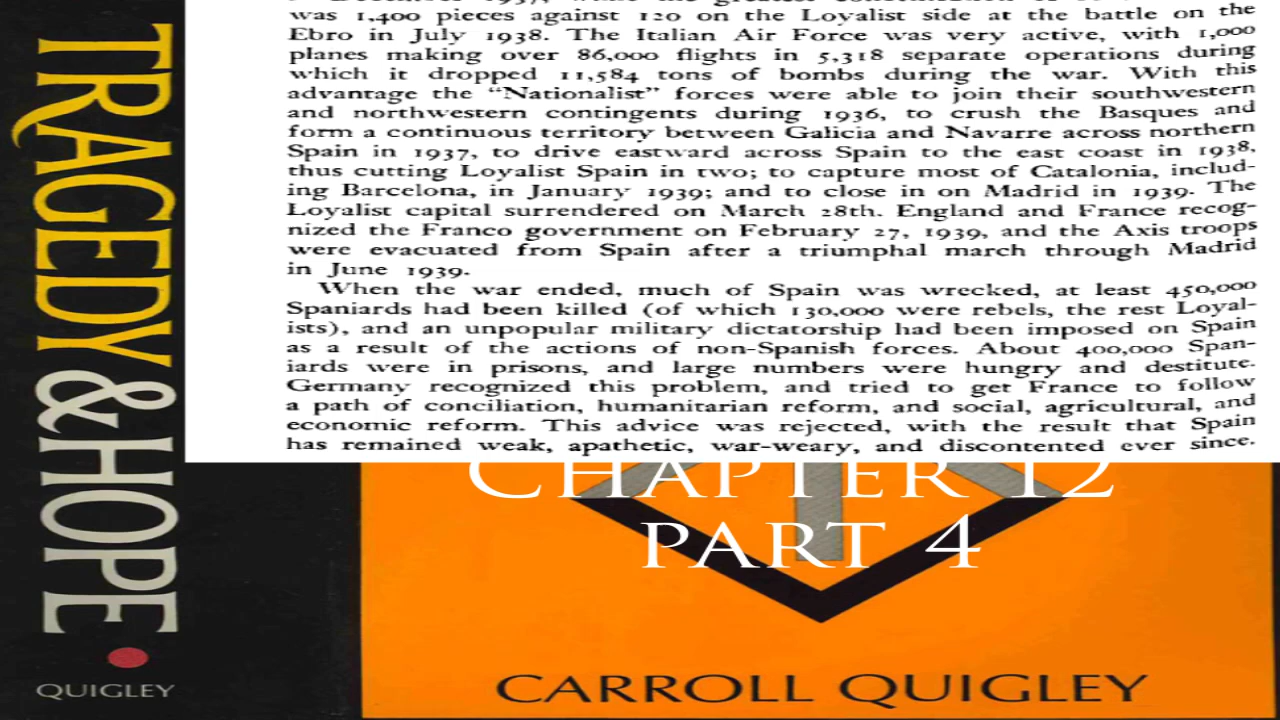 was 1,400 pieces against 120 on the Loyalist side at the battle on the
Ebro in July 1938. The Italian Air Force was very active, with 1,000
planes making over 86,000 flights in 5,318 separate operations during
which it dropped 11,584 tons of bombs during the war. With this
advantage the “Nationalist” forces were able to join their southwestern
and northwestern contingents during 1936, to crush the Basques and
form a continuous territory between Galicia and Navarre across northern
Spain in 1937, to drive eastward across Spain to the east coast in 1938,
thus cutting Loyalist Spain in two; to capture most of Catalonia, includ-
ing Barcelona, in January 1939; and to close in on Madrid in 1939. The
Loyalist capital surrendered on March 28th. England and France recog-
nized the Franco government on February 27, 1939, and the Axis troops
were evacuated from Spain after a triumphal march through Madrid
in June 1939.
When the war ended, much of Spain was wrecked, at least 450,000
Spaniards had been killed (of which 130,000 were rebels, the rest Loyal-
ists), and an unpopular military dictatorship had been imposed on Spain
as a result of the actions of non-Spanish forces. About 400,000 Span-
iards were in prisons, and large numbers were hungry and destitute.
Germany recognized this problem, and tried to get France to follow
a path of conciliation, humanitarian reform, and social, agricultural, and
economic reform. This advice was rejected, with the result that Spain
has remained weak, apathetic, war-weary, and discontented ever since.
TRAGEDY & HOPE
QUIGLEY
CHAPTER 12
PART 4
CARROLL QUIGLEY